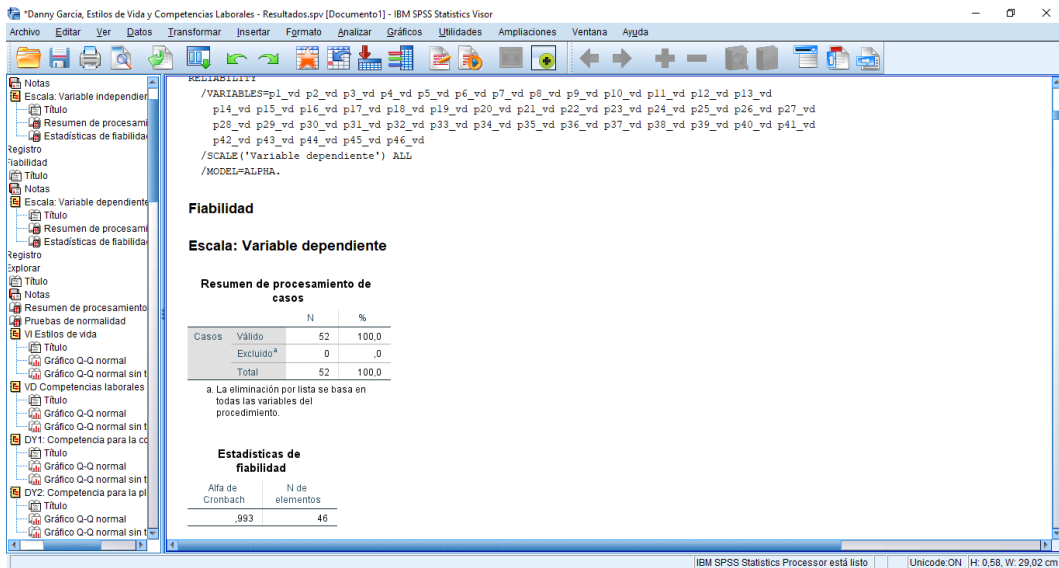 *Danny Garcia, Estilos de Vida y Competencias Laborales - Resultados.spv [Documento1] - IBM SPSS Statistics Visor
Archivo Editar Ver Datos Transformar Insertar Formato Analizar Gráficos Utilidades Ampliaciones Ventana Ayuda
Notas
Escala: Variable independien
Título
Resumen de procesami
Estadísticas de fiabilida
Registro
Fiabilidad
Título
Notas
Escala: Variable dependiente
Título
Resumen de procesami
Estadísticas de fiabilida
Registro
Explorar
Título
Notas
Resumen de procesamiento
Pruebas de normalidad
VI Estilos de vida
Título
Gráfico Q-Q normal
Gráfico Q-Q normal sin t
VD Competencias laborales
Título
Gráfico Q-Q normal
Gráfico Q-Q normal sin t
DY1: Competencia para la co
Título
Gráfico Q-Q normal
Gráfico Q-Q normal sin t
DY2: Competencia para la pl
Título
Gráfico Q-Q normal
Gráfico Q-Q normal sin t
RELIABILITY
/VARIABLES=p1_vd p2_vd p3_vd p4_vd p5_vd p6_vd p7_vd p8_vd p9_vd p10_vd p11_vd p12_vd p13_vd
p14_vd p15_vd p16_vd p17_vd p18_vd p19_vd p20_vd p21_vd p22_vd p23_vd p24_vd p25_vd p26_vd p27_vd
p28_vd p29_vd p30_vd p31_vd p32_vd p33_vd p34_vd p35_vd p36_vd p37_vd p38_vd p39_vd p40_vd p41_vd
p42_vd p43_vd p44_vd p45_vd p46_vd
/SCALE('Variable dependiente') ALL
/MODEL=ALPHA.
Fiabilidad
Escala: Variable dependiente
Resumen de procesamiento de
casos
N %
Casos Válido 52 100,0
Excluido^a 0 ,0
Total 52 100,0
a. La eliminación por lista se basa en
todas las variables del
procedimiento.
Estadísticas de
fiabilidad
Alfa de N de
Cronbach elementos
,993 46
IBM SPSS Statistics Processor está listo Unicode:ON H: 0,58, W: 29,02 cm